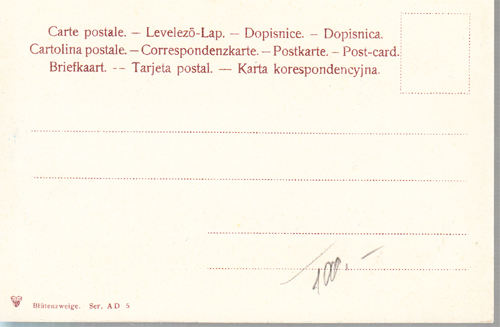 Carte postale. – Levelező-Lap. – Dopisnice. – Dopisnica.
Cartolina postale. – Correspondenzkarte. – Postkarte. – Post-card.
Briefkaart. -- Tarjeta postal. — Karta korespondencyjna.
100.–
Blütenzweige. Ser. AD 5